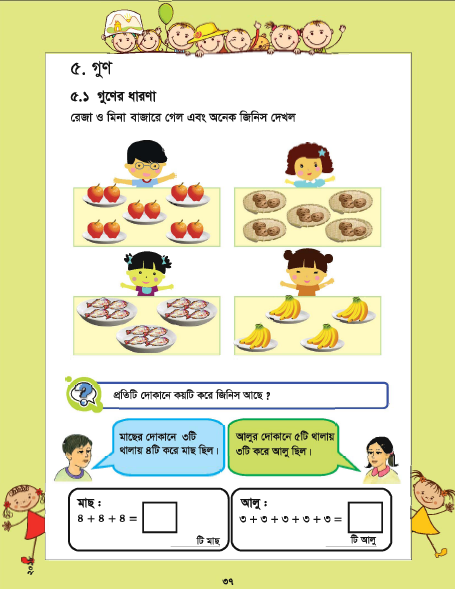 ৫. গুণ
৫.১ গুণের ধারণা
রেজা ও মিনা বাজারে গেল এবং অনেক জিনিস দেখল
প্রতিটি দোকানে কয়টি করে জিনিস আছে ?
মাছের দোকানে ৩টি
থালায় ৪টি করে মাছ ছিল।
আলুর দোকানে ৫টি থালায়
৩টি করে আলু ছিল।
মাছ :
৪ + ৪ + ৪ =
টি মাছ
আলু :
৩ + ৩ + ৩ + ৩ + ৩ =
টি আলু
৩৭